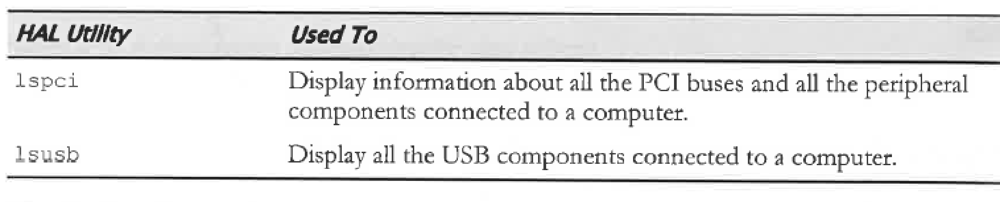 HAL Utility Used To
lspci Display information about all the PCI buses and all the peripheral
components connected to a computer.
lsusb Display all the USB components connected to a computer.